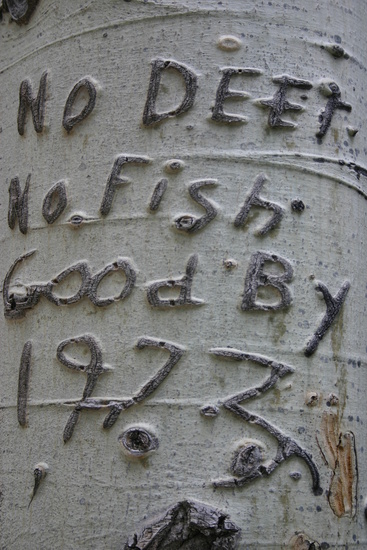 No DEEr
No Fish
Good By
1973